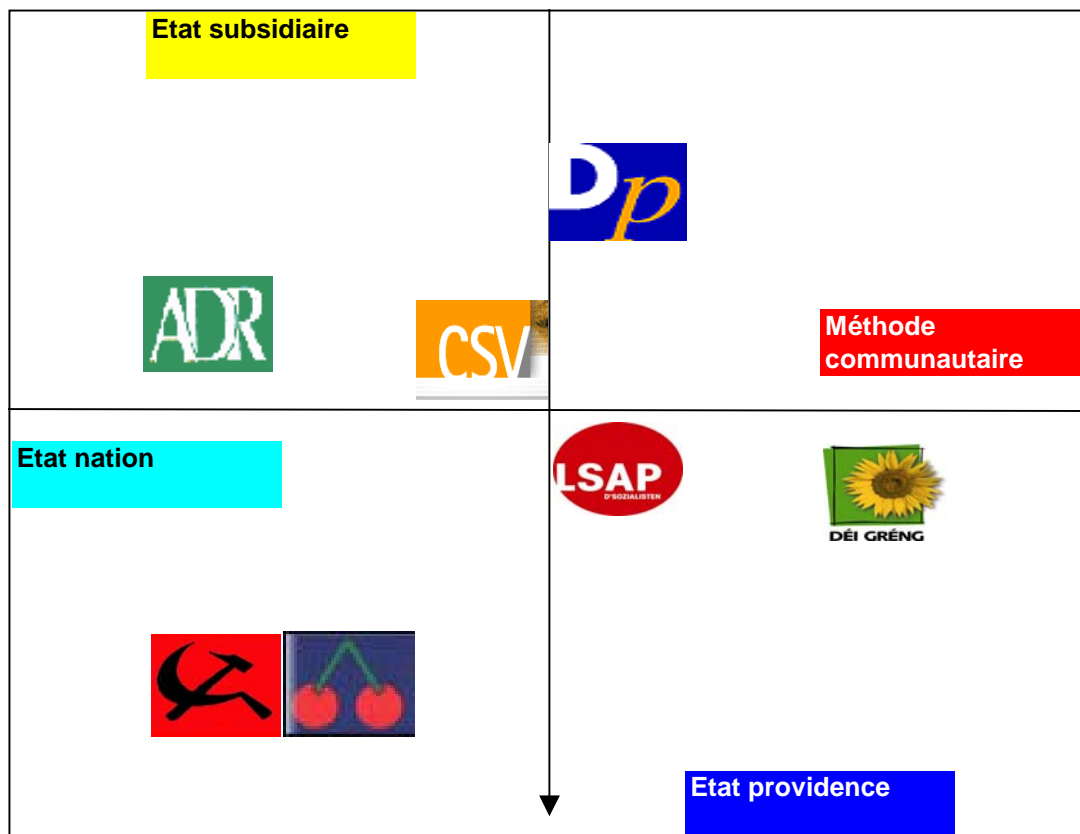 Etat subsidiaire
Dp
ADR
CSV
Méthode
communautaire
Etat nation
LSAP
D'SOZIALISTEN
DÉI GRÉNG
Etat providence